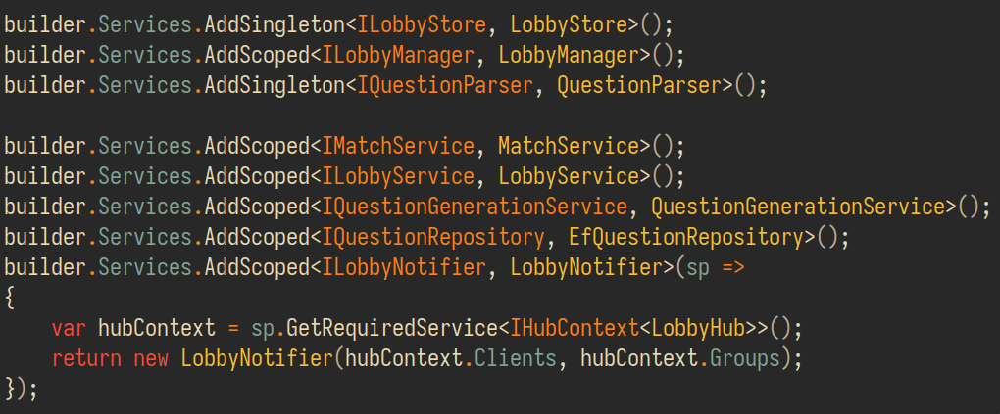 builder.Services.AddSingleton<ILobbyStore, LobbyStore>();
builder.Services.AddScoped<ILobbyManager, LobbyManager>();
builder.Services.AddSingleton<IQuestionParser, QuestionParser>();

builder.Services.AddScoped<IMatchService, MatchService>();
builder.Services.AddScoped<ILobbyService, LobbyService>();
builder.Services.AddScoped<IQuestionGenerationService, QuestionGenerationService>();
builder.Services.AddScoped<IQuestionRepository, EfQuestionRepository>();
builder.Services.AddScoped<ILobbyNotifier, LobbyNotifier>(sp =>
{
    var hubContext = sp.GetRequiredService<IHubContext<LobbyHub>>();
    return new LobbyNotifier(hubContext.Clients, hubContext.Groups);
});